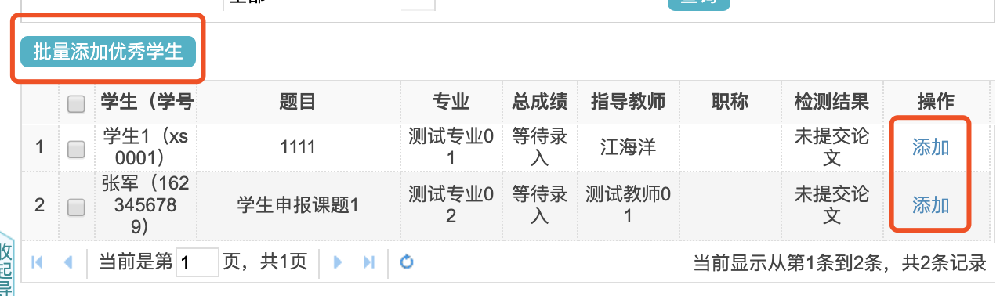 批量添加优秀学生
学生（学号 题目 专业 总成绩 指导教师 职称 检测结果 操作
1 学生1（xs0001） 1111 测试专业01 等待录入 江海洋 未提交论文 添加
2 张军（1623456789） 学生申报课题1 测试专业02 等待录入 测试教师01 未提交论文 添加
当前是第 1 页，共1页 当前显示从第1条到2条，共2条记录